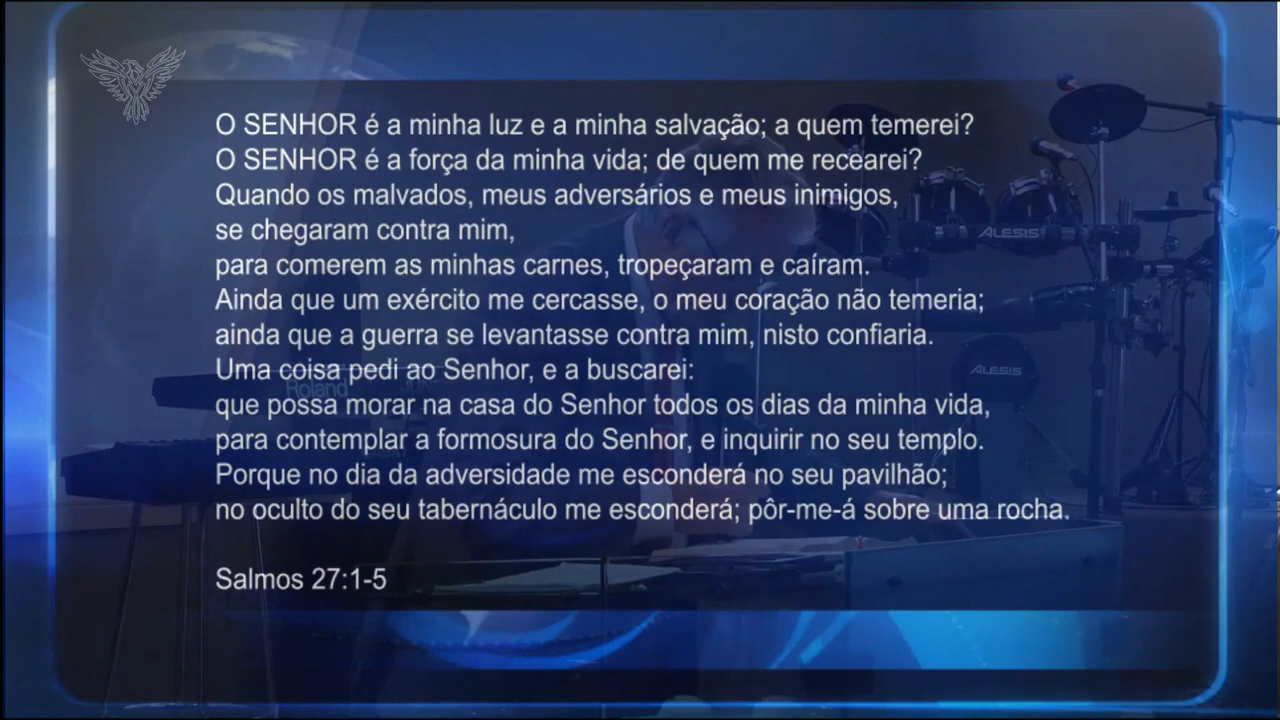 O SENHOR é a minha luz e a minha salvação; a quem temerei?
O SENHOR é a força da minha vida; de quem me recearei?
Quando os malvados, meus adversários e meus inimigos,
se chegaram contra mim,
para comerem as minhas carnes, tropeçaram e caíram.
Ainda que um exército me cercasse, o meu coração não temeria;
ainda que a guerra se levantasse contra mim, nisto confiaria.
Uma coisa pedi ao Senhor, e a buscarei:
que possa morar na casa do Senhor todos os dias da minha vida,
para contemplar a formosura do Senhor, e inquirir no seu templo.
Porque no dia da adversidade me esconderá no seu pavilhão;
no oculto do seu tabernáculo me esconderá; pôr-me-á sobre uma rocha.
Salmos 27:1-5
ALESIS
ALESIS
Roland